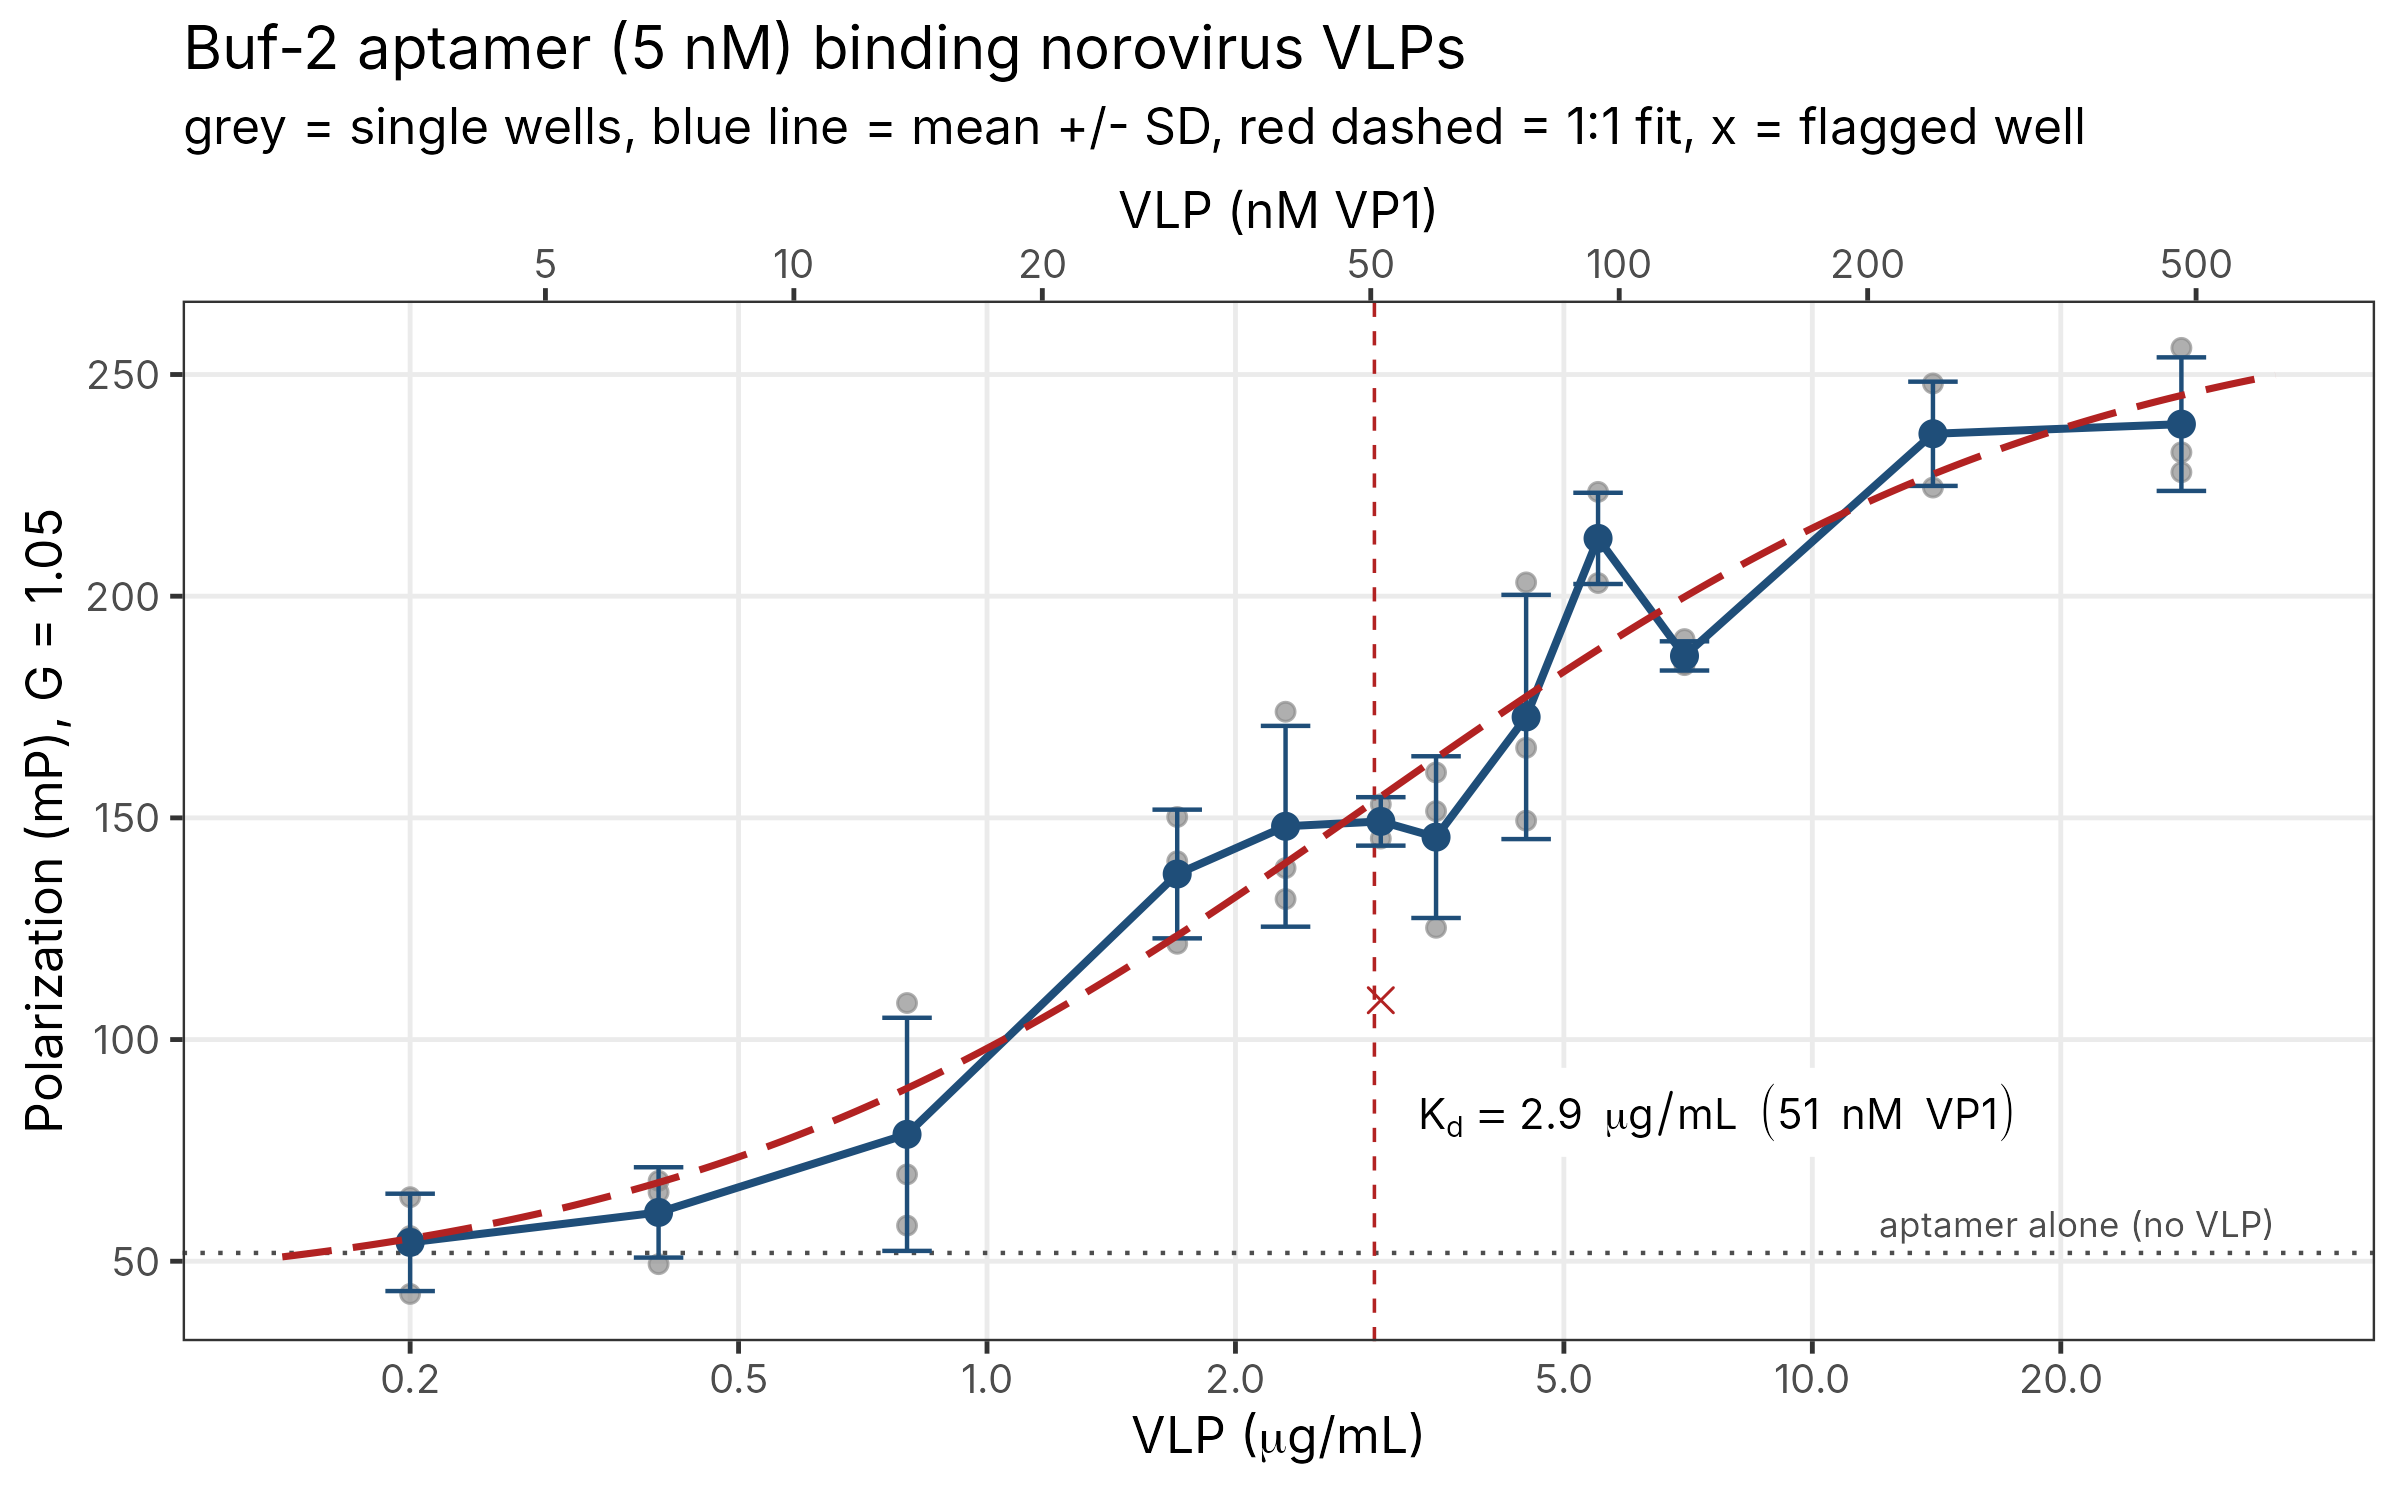 Buf-2 aptamer (5 nM) binding norovirus VLPs
grey = single wells, blue line = mean +/- SD, red dashed = 1:1 fit, x = flagged well
VLP (nM VP1)
5 10 20 50 100 200 500
Polarization (mP), G = 1.05
250
200
150
100
50
K_d = 2.9 μg/mL (51 nM VP1)
aptamer alone (no VLP)
0.2 0.5 1.0 2.0 5.0 10.0 20.0
VLP (μg/mL)